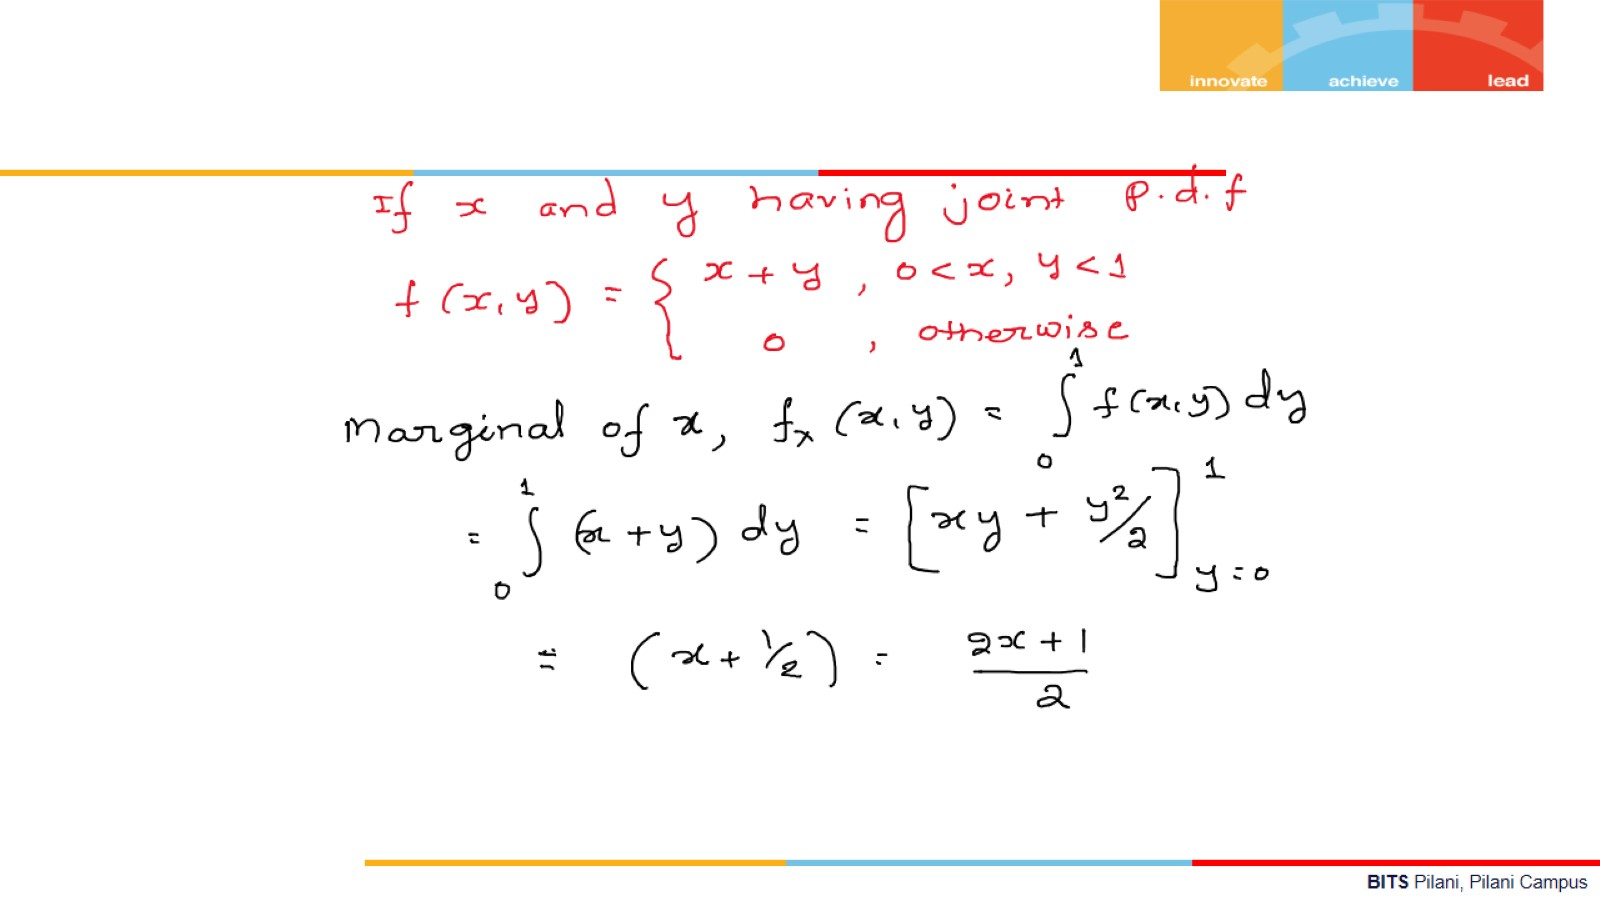 innovate achieve lead
If x and y having joint p.d.f
f(x,y) = { x + y , 0 < x, y < 1
0 , otherwise
Marginal of x, fₓ(x,y) = ∫₀¹ f(x,y) dy
= ∫₀¹ (x + y) dy = [xy + y²/2]¹ y=0
= (x + 1/2) = (2x + 1)/2
BITS Pilani, Pilani Campus